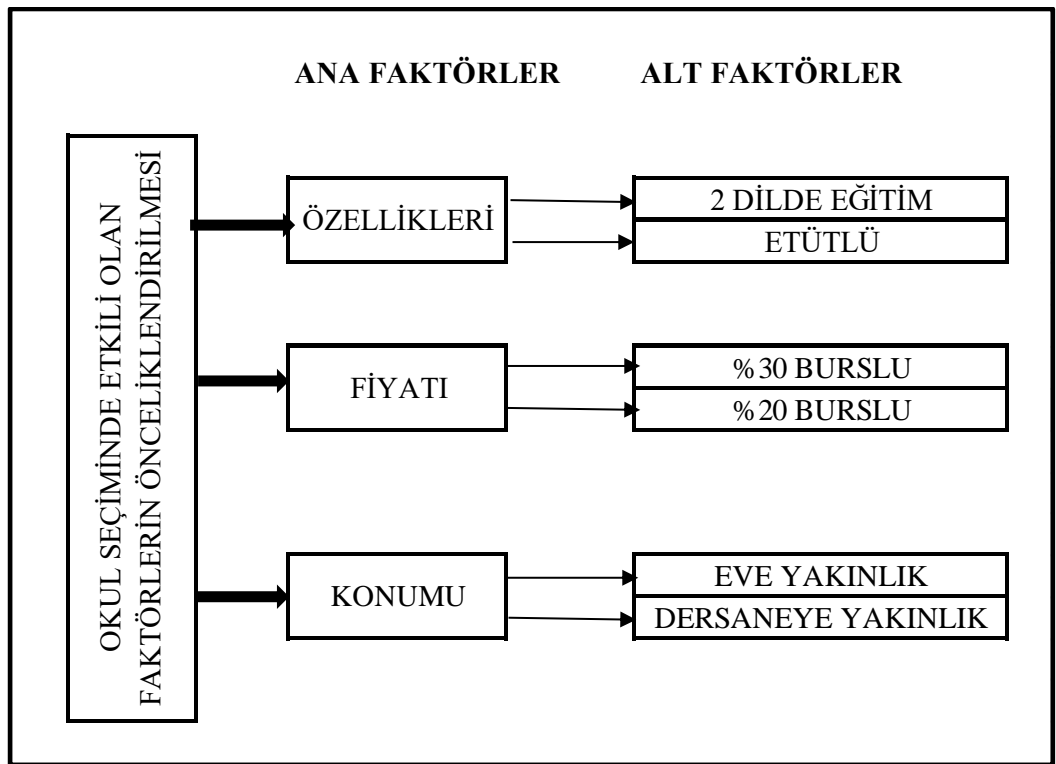 ANA FAKTÖRLER
ALT FAKTÖRLER
OKUL SEÇİMİNDE ETKİLİ OLAN
FAKTÖRLERİN ÖNCELİKLENDİRİLMESİ
ÖZELLİKLERİ
2 DİLDE EĞİTİM
ETÜTLÜ
FİYATI
%30 BURSLU
%20 BURSLU
KONUMU
EVE YAKINLIK
DERSANEYE YAKINLIK